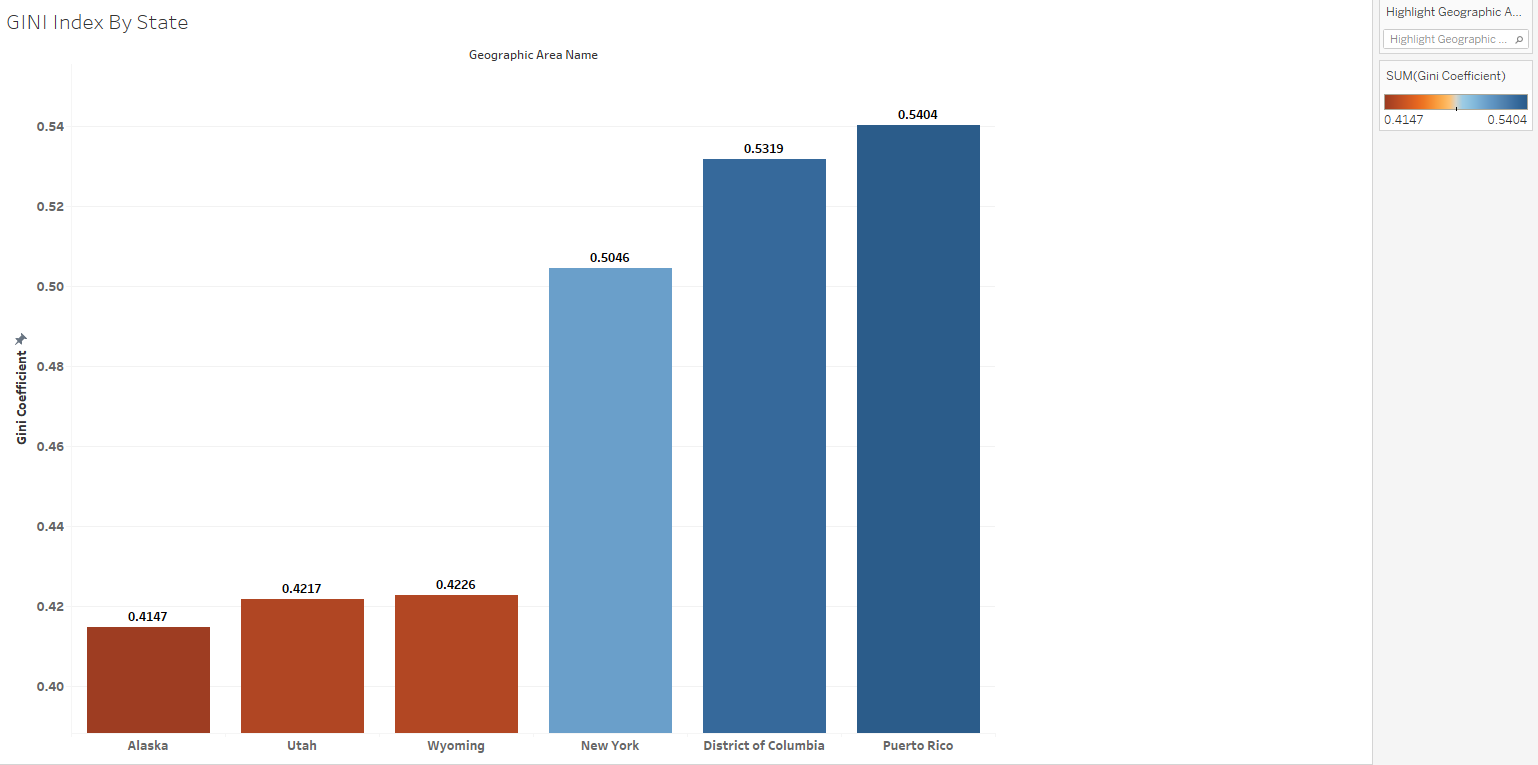 GINI Index By State
Geographic Area Name
Gini Coefficient
0.54
0.52
0.50
0.48
0.46
0.44
0.42
0.40
0.4147
0.4217
0.4226
0.5046
0.5319
0.5404
Alaska
Utah
Wyoming
New York
District of Columbia
Puerto Rico
Highlight Geographic A...
Highlight Geographic ...
SUM(Gini Coefficient)
0.4147 0.5404